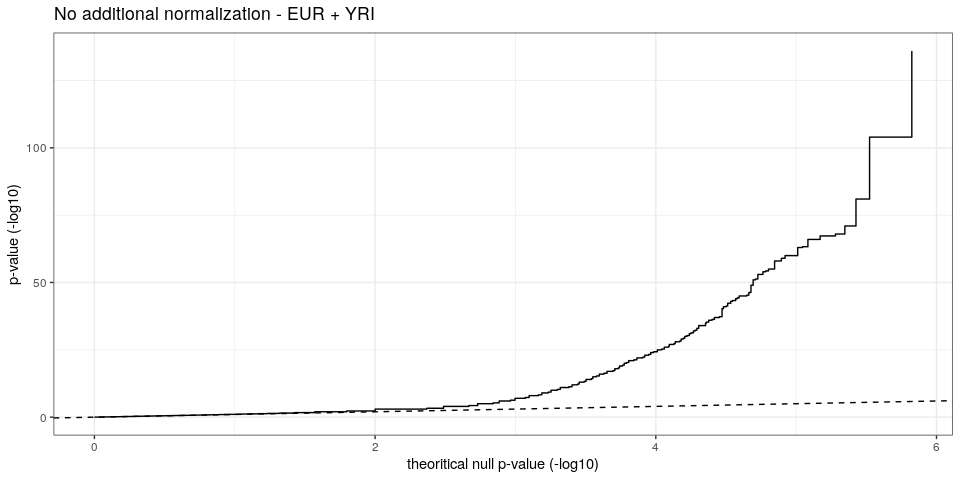 No additional normalization - EUR + YRI
100
50
0
p-value (-log10)
0 2 4 6
theoritical null p-value (-log10)